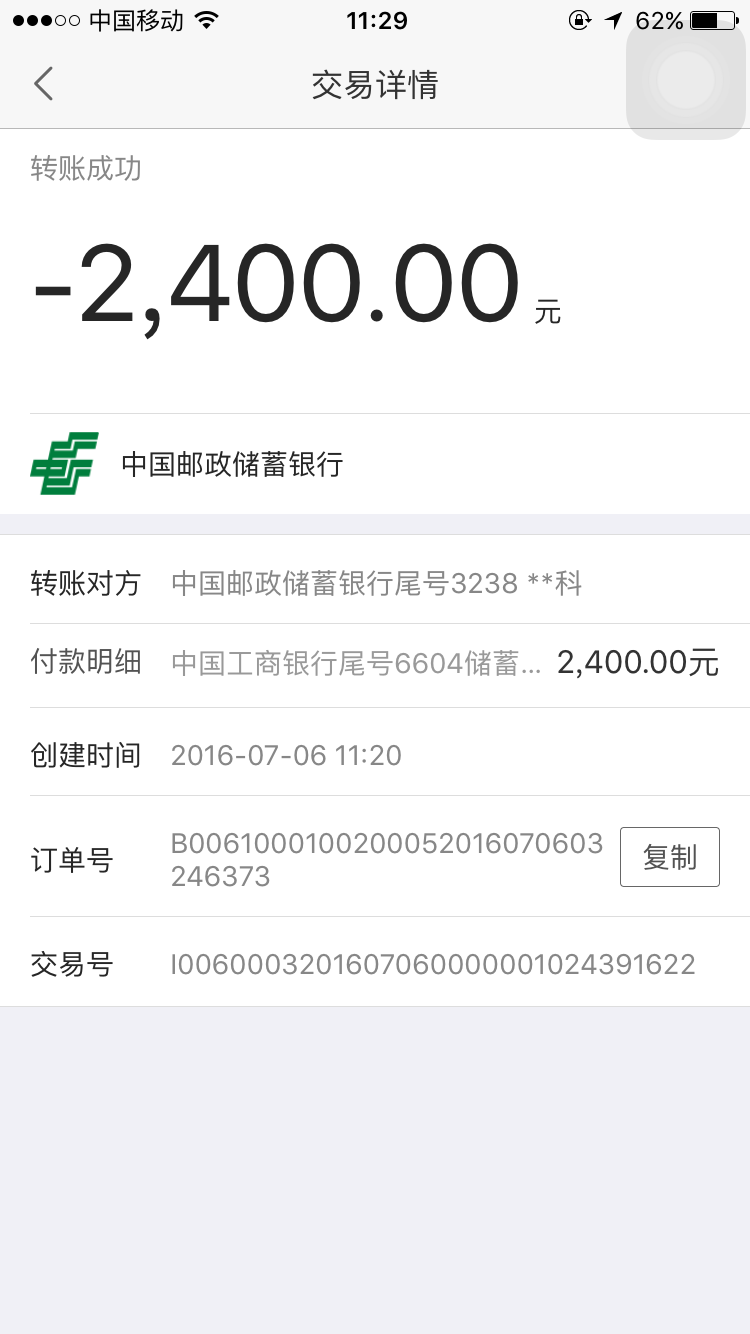 中国移动 11:29 62%
交易详情
转账成功
-2,400.00 元
中国邮政储蓄银行
转账对方 中国邮政储蓄银行尾号3238 **科
付款明细 中国工商银行尾号6604储蓄... 2,400.00元
创建时间 2016-07-06 11:20
订单号 B0061000100200052016070603
246373 复制
交易号 I0060003201607060000001024391622